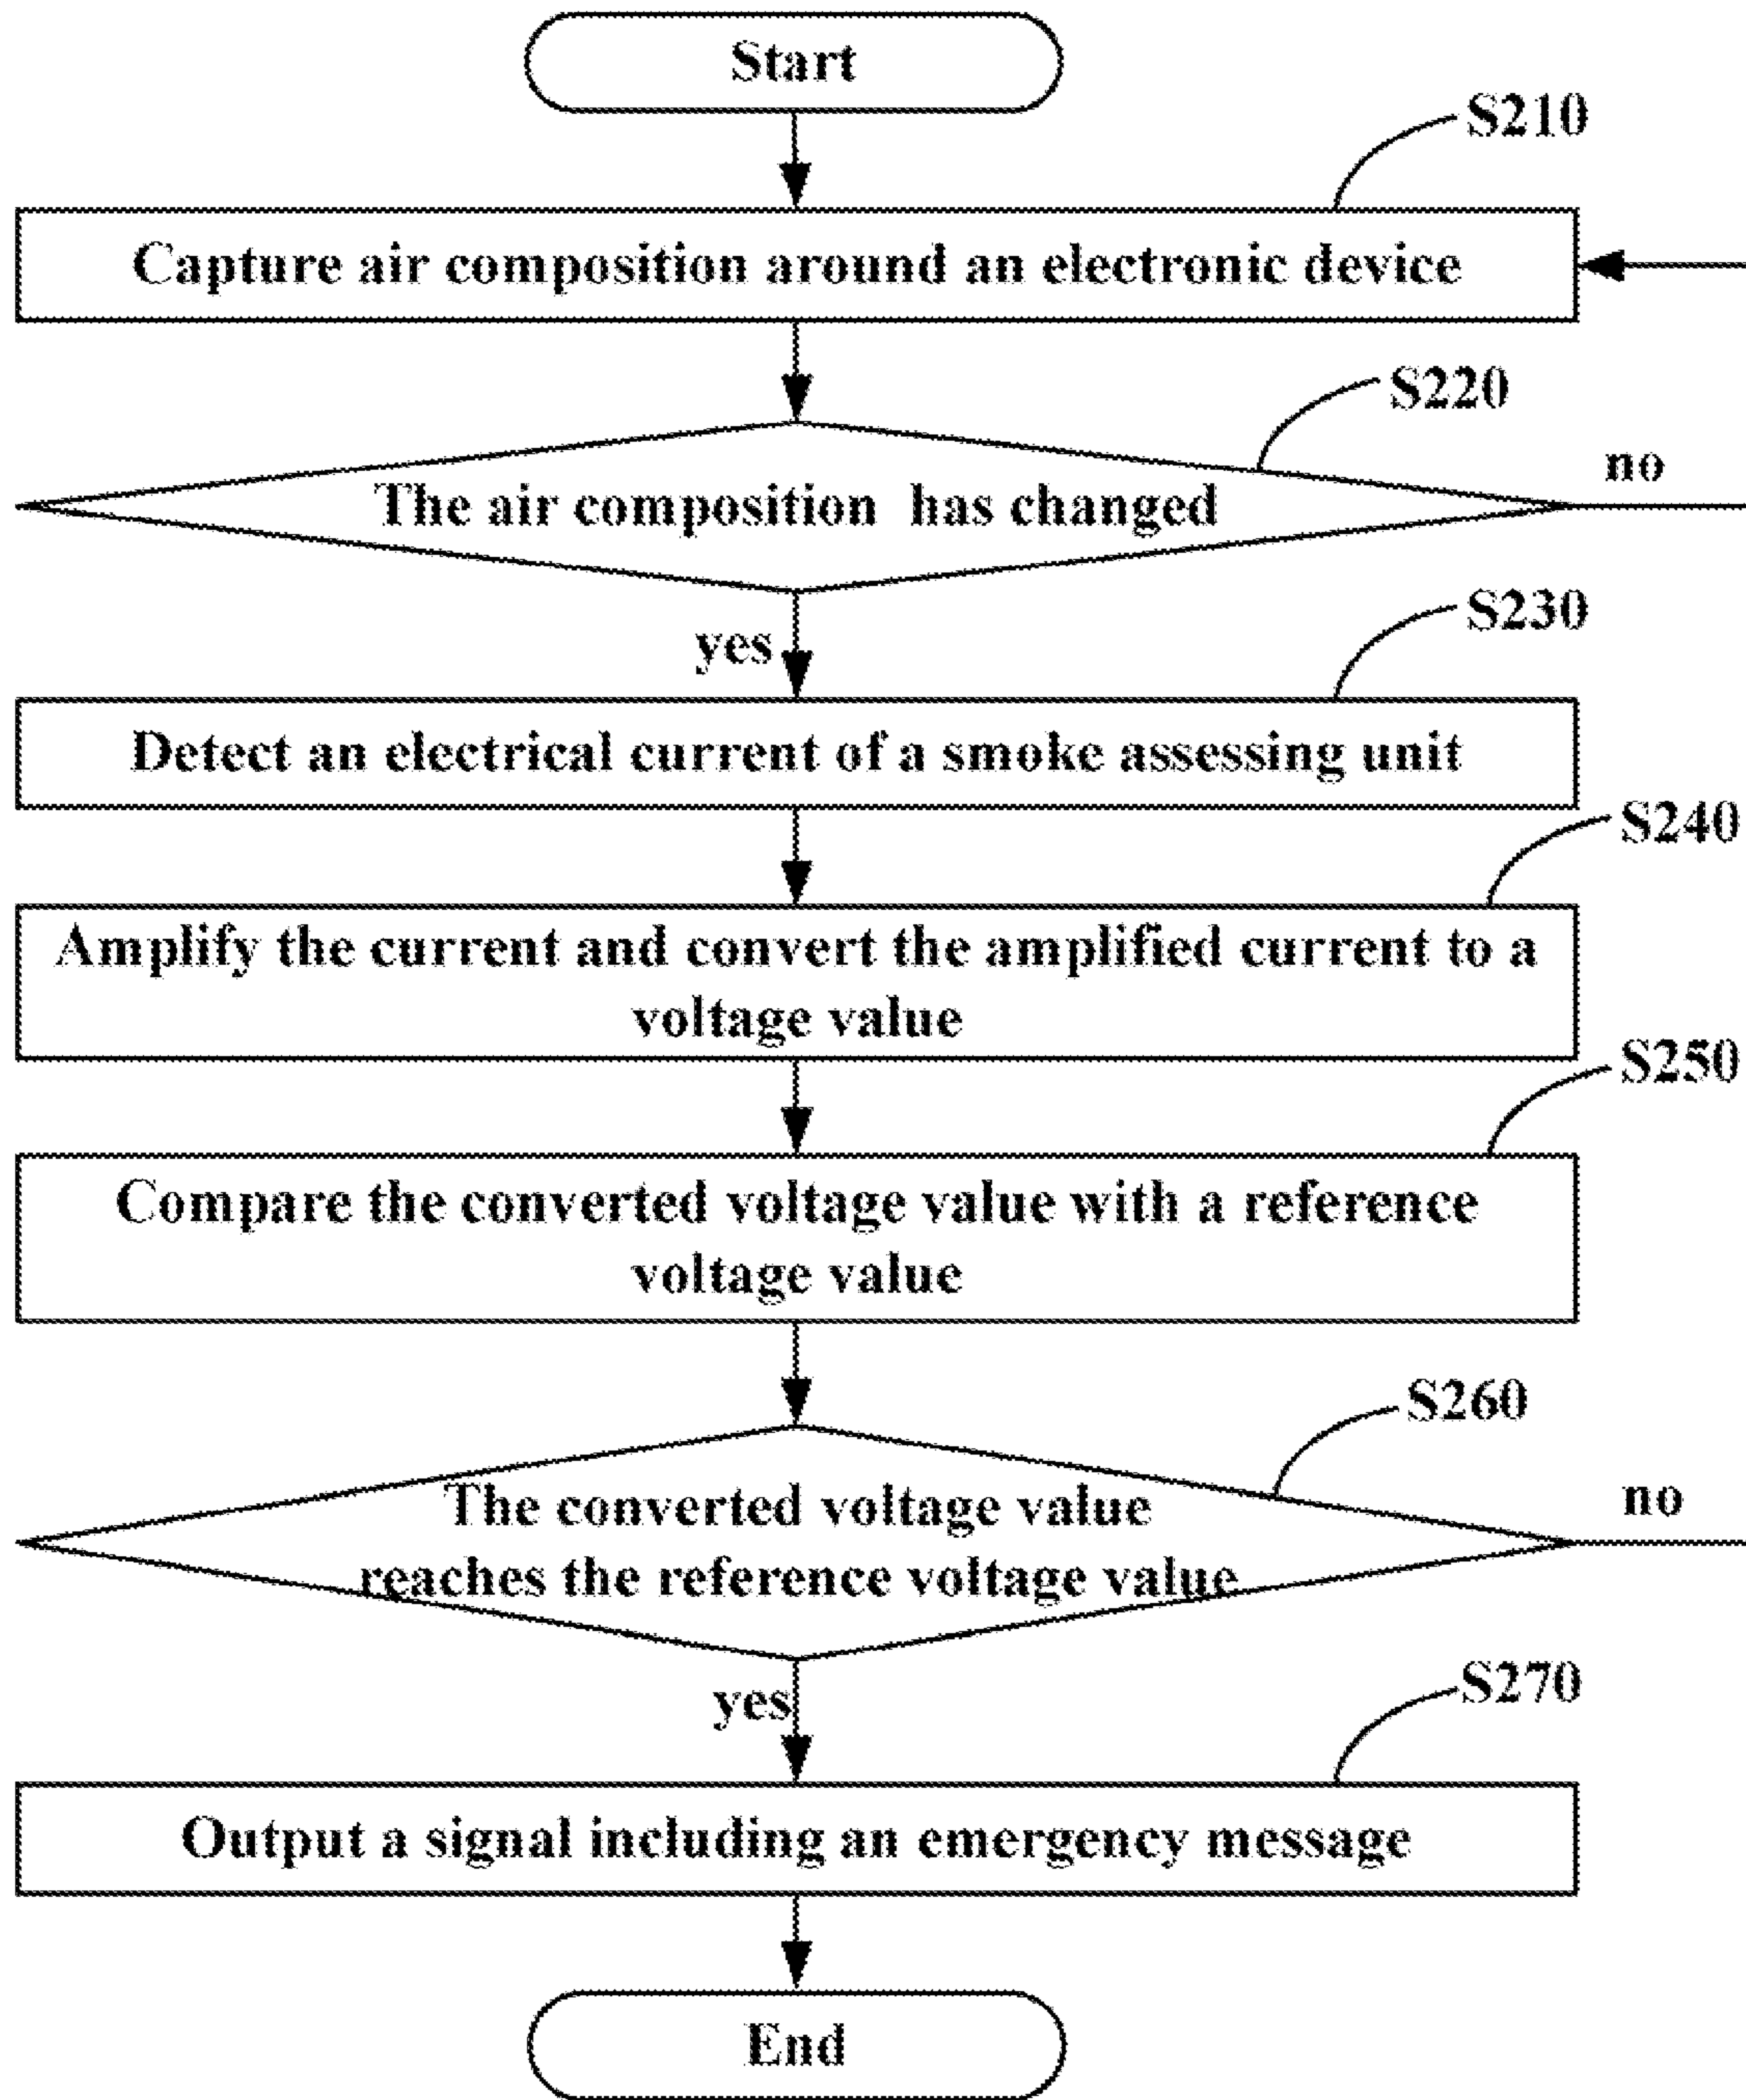 Start
S210
Capture air composition around an electronic device
S220
no
The air composition has changed
yes
S230
Detect an electrical current of a smoke assessing unit
S240
Amplify the current and convert the amplified current to a
voltage value
S250
Compare the converted voltage value with a reference
voltage value
S260
The converted voltage value
no
reaches the reference voltage value
yes
S270
Output a signal including an emergency message
End